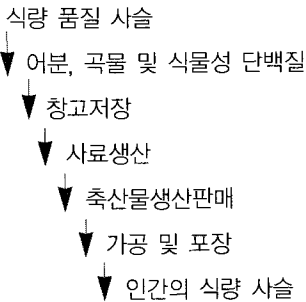 식량 품질 사슬
어분, 곡물 및 식물성 단백질
창고저장
사료생산
축산물생산판매
가공 및 포장
인간의 식량 사슬